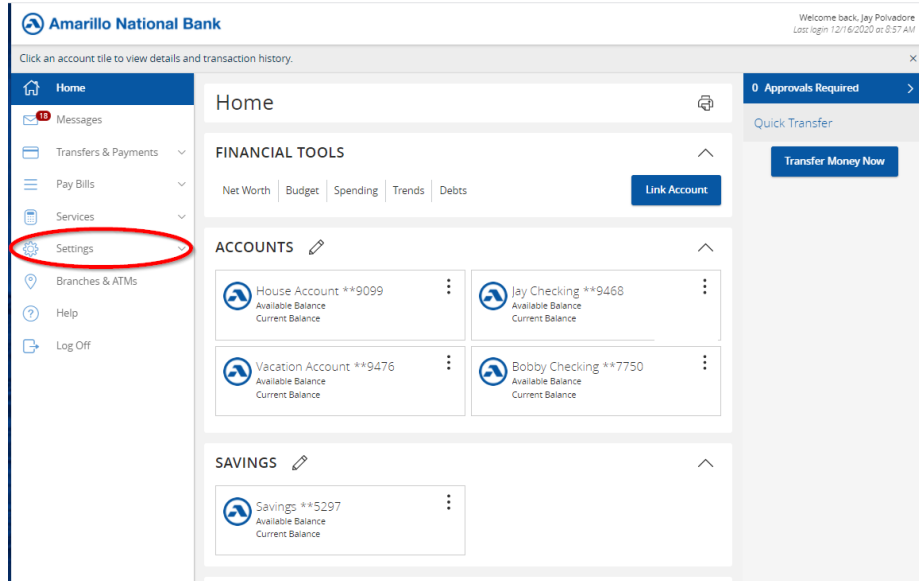 Amarillo National Bank
Welcome back, Jay Polvadore
Last login 12/16/2020 at 8:57 AM
Click an account tile to view details and transaction history.
Home
18 Messages
Transfers & Payments
Pay Bills
Services
Settings
Branches & ATMs
Help
Log Off
Home
FINANCIAL TOOLS
Net Worth Budget Spending Trends Debts
Link Account
ACCOUNTS
House Account **9099
Available Balance
Current Balance
Jay Checking **9468
Available Balance
Current Balance
Vacation Account **9476
Available Balance
Current Balance
Bobby Checking **7750
Available Balance
Current Balance
SAVINGS
Savings **5297
Available Balance
Current Balance
0 Approvals Required
Quick Transfer
Transfer Money Now